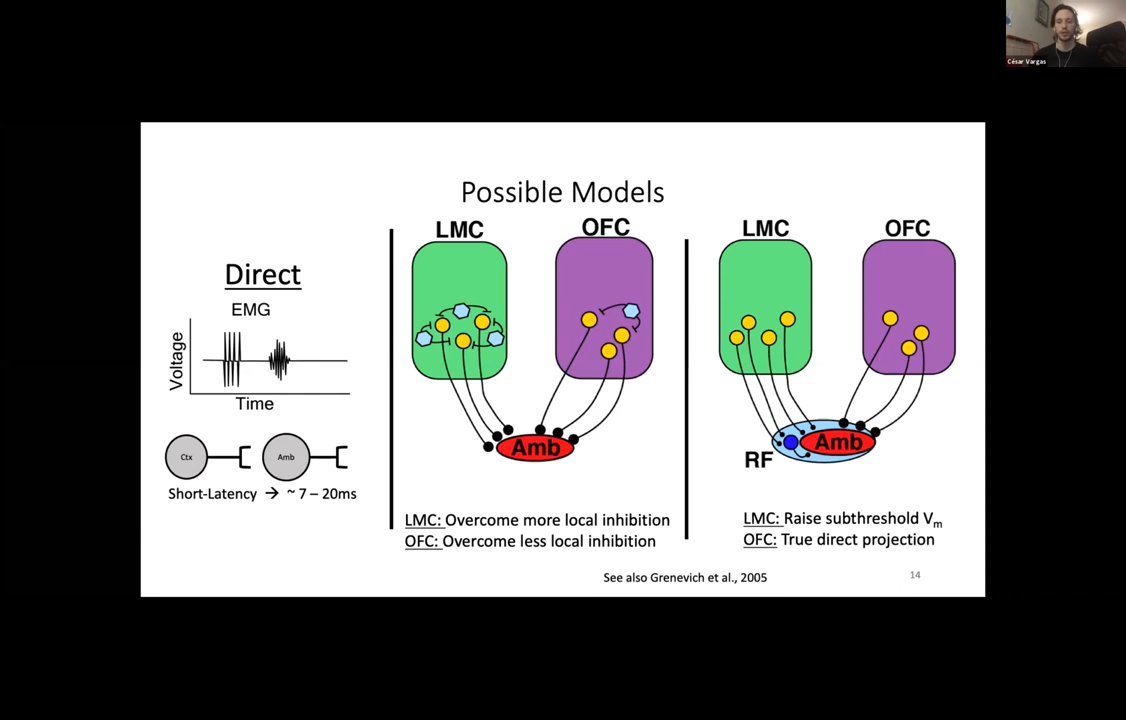 César Vargas
Possible Models
Direct
EMG
Voltage
Time
Ctx
Amb
Short-Latency → ~ 7 – 20ms
LMC
OFC
Amb
LMC: Overcome more local inhibition
OFC: Overcome less local inhibition
LMC
OFC
Amb
RF
LMC: Raise subthreshold Vm
OFC: True direct projection
See also Grenevich et al., 2005
14